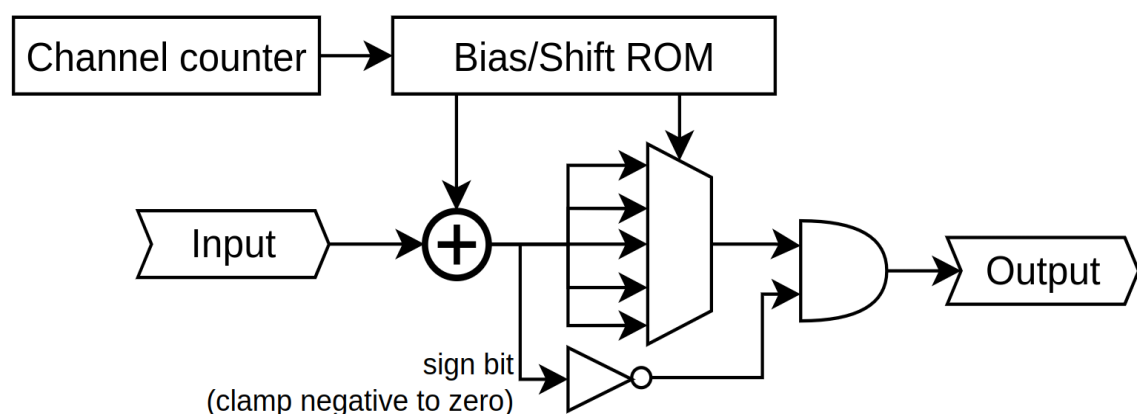 Channel counter
Bias/Shift ROM
Input
Output
sign bit
(clamp negative to zero)